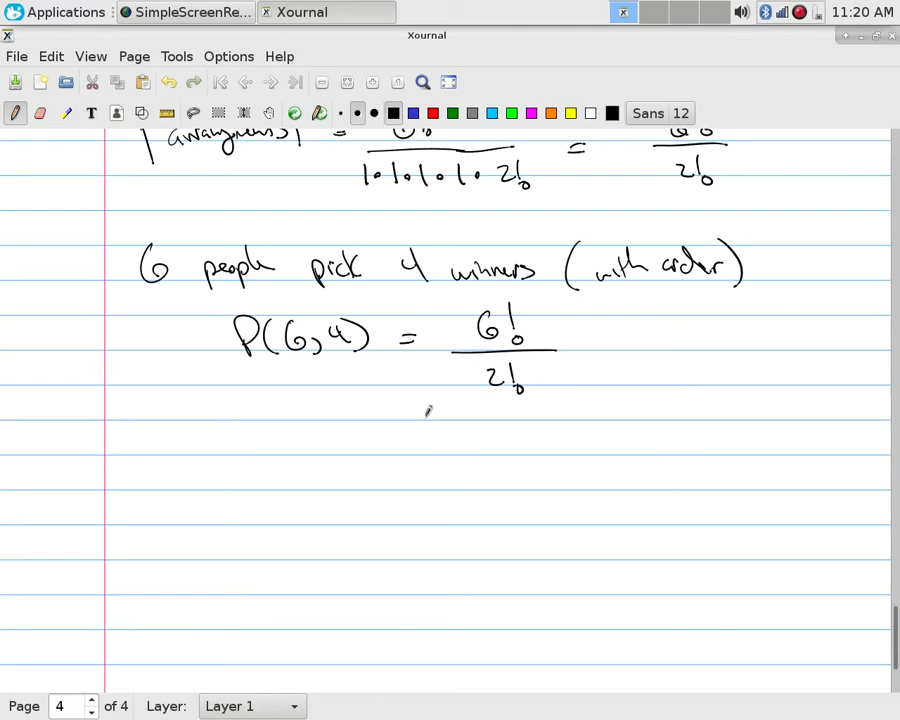 Applications SimpleScreenRe... Xournal 11:20 AM
Xournal
File Edit View Page Tools Options Help
Sans 12
|arrangements| = 6! / 1·1·1·1·2! = 6! / 2!
6 people pick 4 winners (with order)
P(6,4) = 6! / 2!
Page 4 of 4 Layer: Layer 1